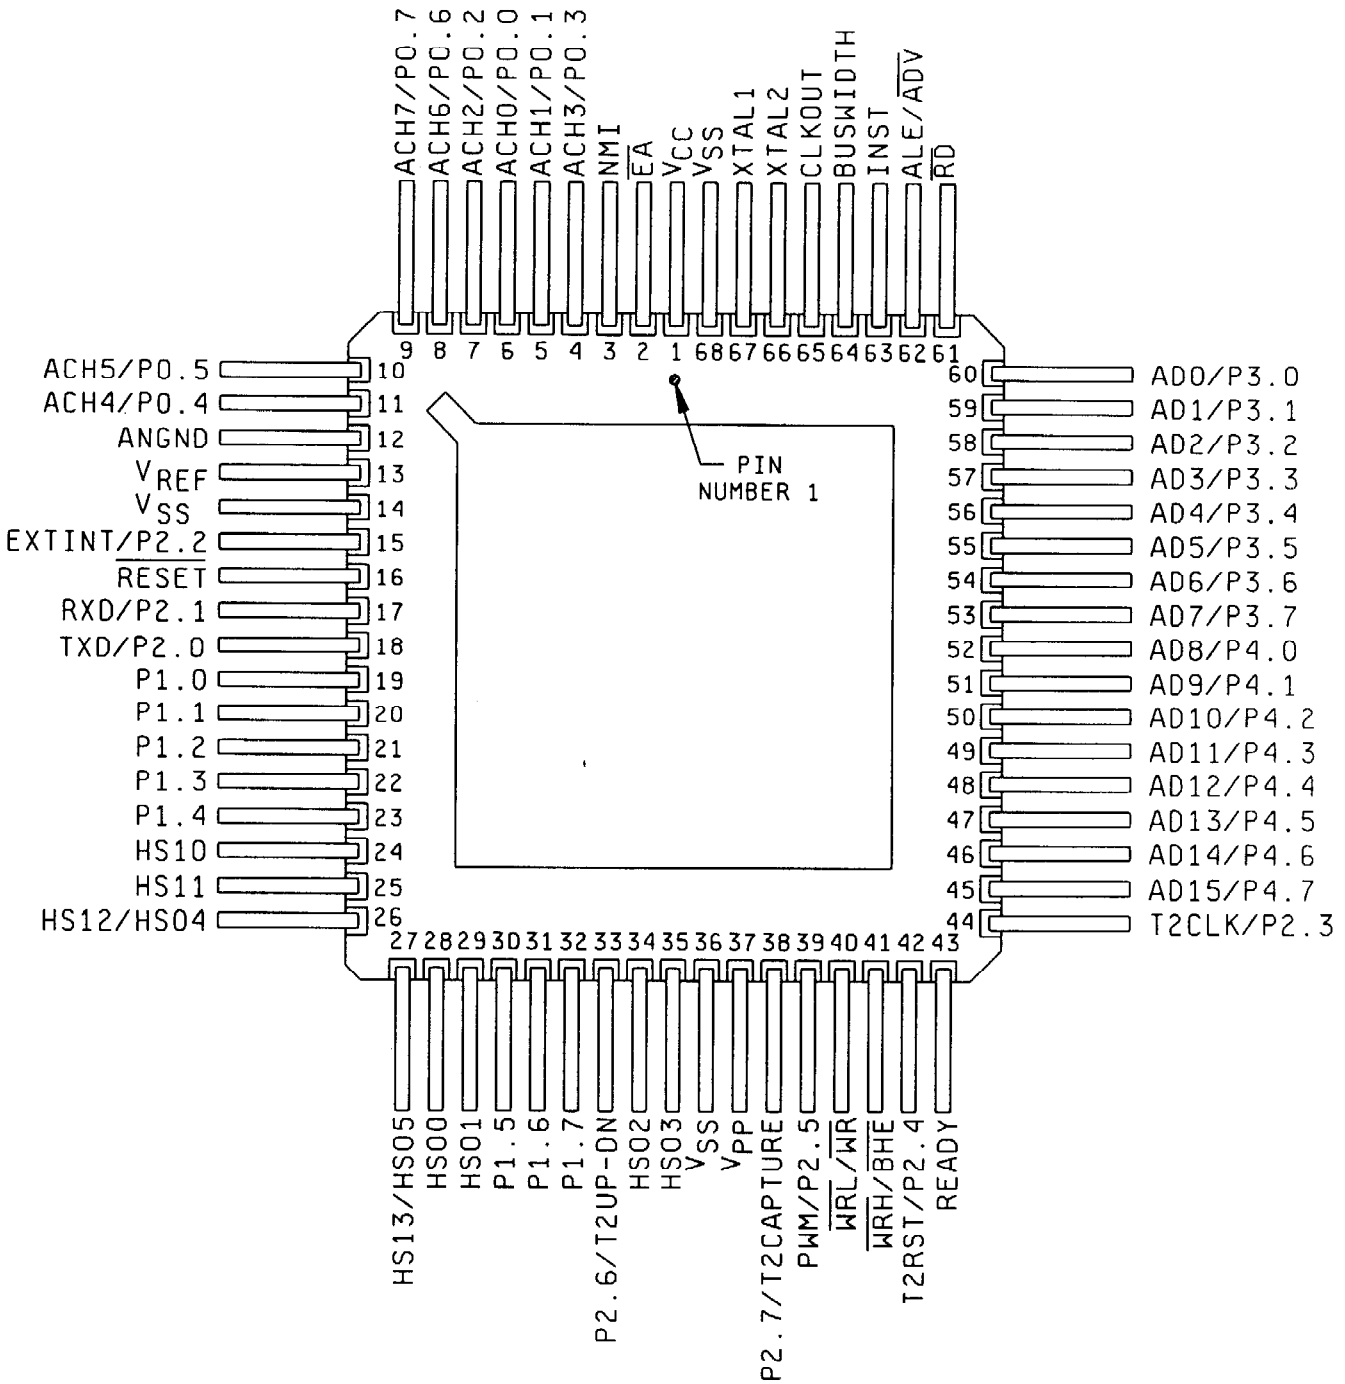 ACH7/P0.7
ACH6/P0.6
ACH2/P0.2
ACH0/P0.0
ACH1/P0.1
ACH3/P0.3
NMI
EA
VCC
VSS
XTAL1
XTAL2
CLKOUT
BUSWIDTH
INST
ALE/ADV
RD
9 8 7 6 5 4 3 2 1 68 67 66 65 64 63 62 61
ACH5/P0.5 10
ACH4/P0.4 11
ANGND 12
VREF 13
VSS 14
EXTINT/P2.2 15
RESET 16
RXD/P2.1 17
TXD/P2.0 18
P1.0 19
P1.1 20
P1.2 21
P1.3 22
P1.4 23
HS10 24
HS11 25
HS12/HSO4 26
PIN
NUMBER 1
60 AD0/P3.0
59 AD1/P3.1
58 AD2/P3.2
57 AD3/P3.3
56 AD4/P3.4
55 AD5/P3.5
54 AD6/P3.6
53 AD7/P3.7
52 AD8/P4.0
51 AD9/P4.1
50 AD10/P4.2
49 AD11/P4.3
48 AD12/P4.4
47 AD13/P4.5
46 AD14/P4.6
45 AD15/P4.7
44 T2CLK/P2.3
27 28 29 30 31 32 33 34 35 36 37 38 39 40 41 42 43
HS13/HSO5
HSO0
HSO1
P1.5
P1.6
P1.7
P2.6/T2UP-DN
HSO2
HSO3
VSS
VPP
P2.7/T2CAPTURE
PWM/P2.5
WRL/WR
WRH/BHE
T2RST/P2.4
READY